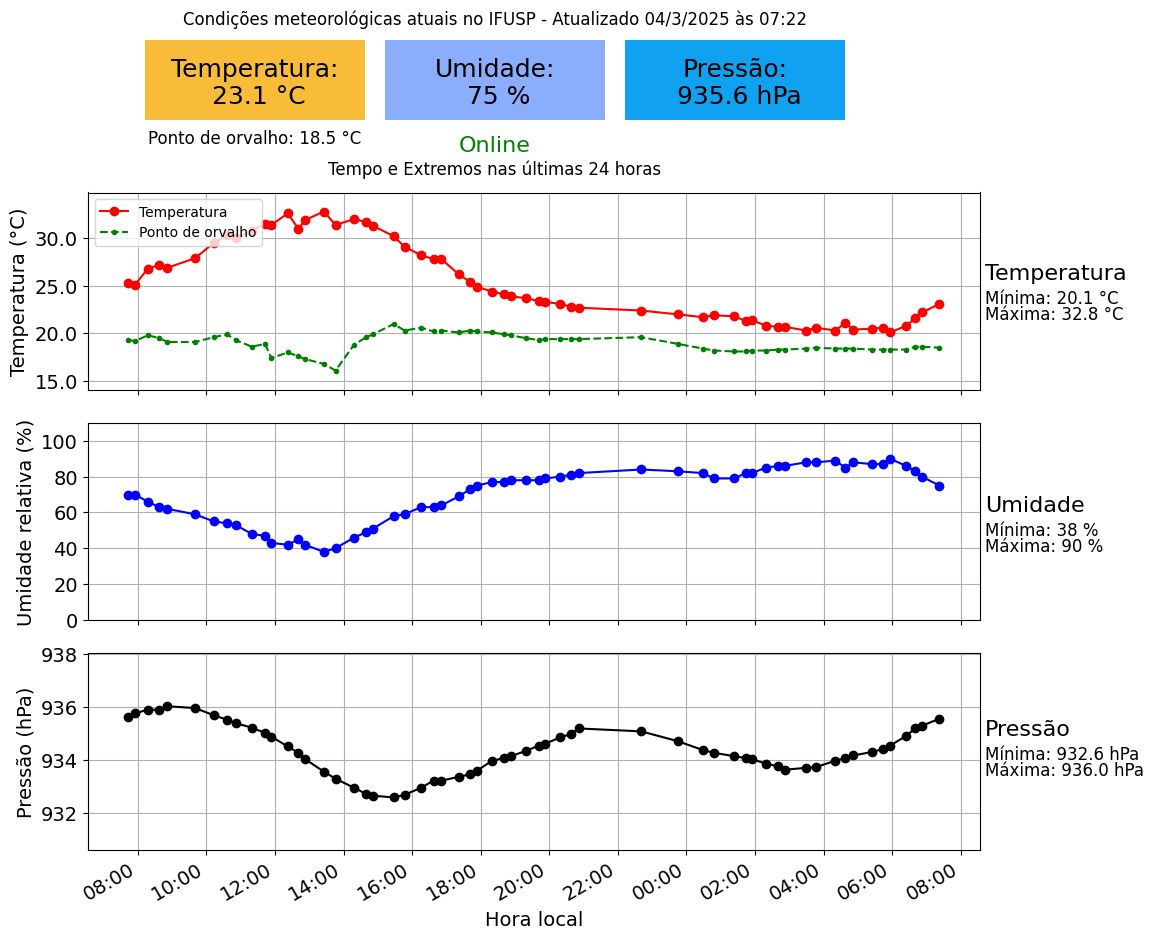 Condições meteorológicas atuais no IFUSP - Atualizado 04/3/2025 às 07:22
Temperatura:
23.1 °C
Umidade:
75 %
Pressão:
935.6 hPa
Ponto de orvalho: 18.5 °C
Online
Tempo e Extremos nas últimas 24 horas
Temperatura (°C)
30.0
25.0
20.0
15.0
Temperatura
Ponto de orvalho
Temperatura
Mínima: 20.1 °C
Máxima: 32.8 °C
Umidade relativa (%)
100
80
60
40
20
0
Umidade
Mínima: 38 %
Máxima: 90 %
Pressão (hPa)
938
936
934
932
Pressão
Mínima: 932.6 hPa
Máxima: 936.0 hPa
08:00
10:00
12:00
14:00
16:00
18:00
20:00
22:00
00:00
02:00
04:00
06:00
08:00
Hora local